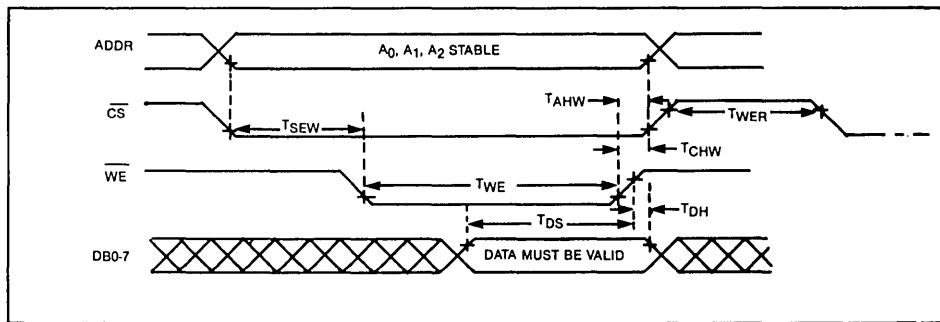 ADDR
A0, A1, A2 STABLE
CS
TAHW
TSEW
TWER
TCHW
WE
TWE
TDS
TDH
DB0-7
DATA MUST BE VALID